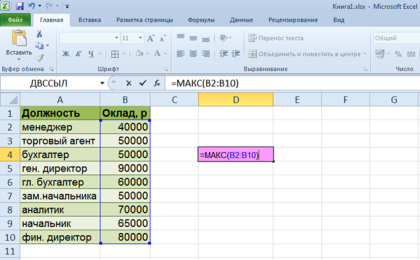 Книга1.xlsx - Microsoft Excel
Файл Главная Вставка Разметка страницы Формулы Данные Рецензирование Вид
Вставить Перенос текста Общий
Объединить и поместить в центре
Буфер обмена Шрифт Выравнивание Число
ДВССЫЛ =МАКС(B2:B10)
A B C D E F G
1 Должность Оклад, р
2 менеджер 40000
3 торговый агент 50000
4 бухгалтер 50000 =МАКС(B2:B10)
5 ген. директор 90000
6 гл. бухгалтер 60000
7 зам.начальника 50000
8 аналитик 70000
9 начальник 65000
10 фин. директор 80000
11